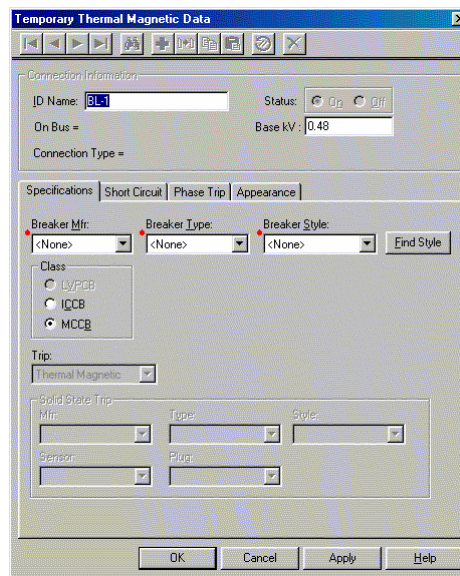 Temporary Thermal Magnetic Data
Connection Information
ID Name: BL-1 Status: On Off
On Bus = Base kV: 0.48
Connection Type =
Specifications Short Circuit Phase Trip Appearance
Breaker Mfr: Breaker Type: Breaker Style:
<None> <None> <None> Find Style
Class
LVPCB
ICCB
MCCB
Trip:
Thermal Magnetic
Solid State Trip
Mfr: Type: Style:
Sensor: Plug:
OK Cancel Apply Help